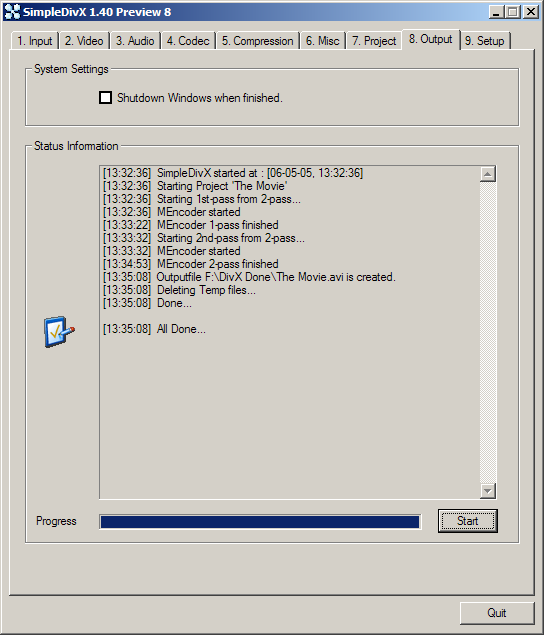 SimpleDivX 1.40 Preview 8
1. Input 2. Video 3. Audio 4. Codec 5. Compression 6. Misc 7. Project 8. Output 9. Setup
System Settings
Shutdown Windows when finished.
Status Information
[13:32:36] SimpleDivX started at : [06-05-05, 13:32:36]
[13:32:36] Starting Project 'The Movie'
[13:32:36] Starting 1st-pass from 2-pass...
[13:32:36] MEncoder started
[13:33:22] MEncoder 1-pass finished
[13:33:32] Starting 2nd-pass from 2-pass...
[13:33:32] MEncoder started
[13:34:53] MEncoder 2-pass finished
[13:35:08] Outputfile F:\DivX Done\The Movie.avi is created.
[13:35:08] Deleting Temp files...
[13:35:08] Done...
[13:35:08] All Done...
Progress
Start
Quit